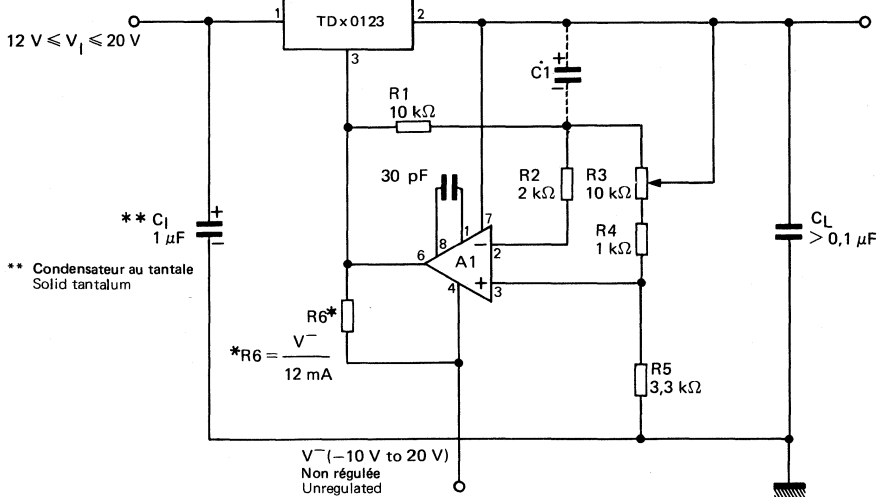 1
TDx0123
2
12 V ≤ V_I ≤ 20 V
3
+
C1
−
R1
10 kΩ
30 pF
R2
2 kΩ
R3
10 kΩ
R4
1 kΩ
** C_I
1 μF
+
−
C_L
> 0,1 μF
6
8
1
7
−
2
A1
+
3
4
** Condensateur au tantale
Solid tantalum
R6*
*R6 = V⁻ / 12 mA
R5
3,3 kΩ
V⁻(−10 V to 20 V)
Non régulée
Unregulated